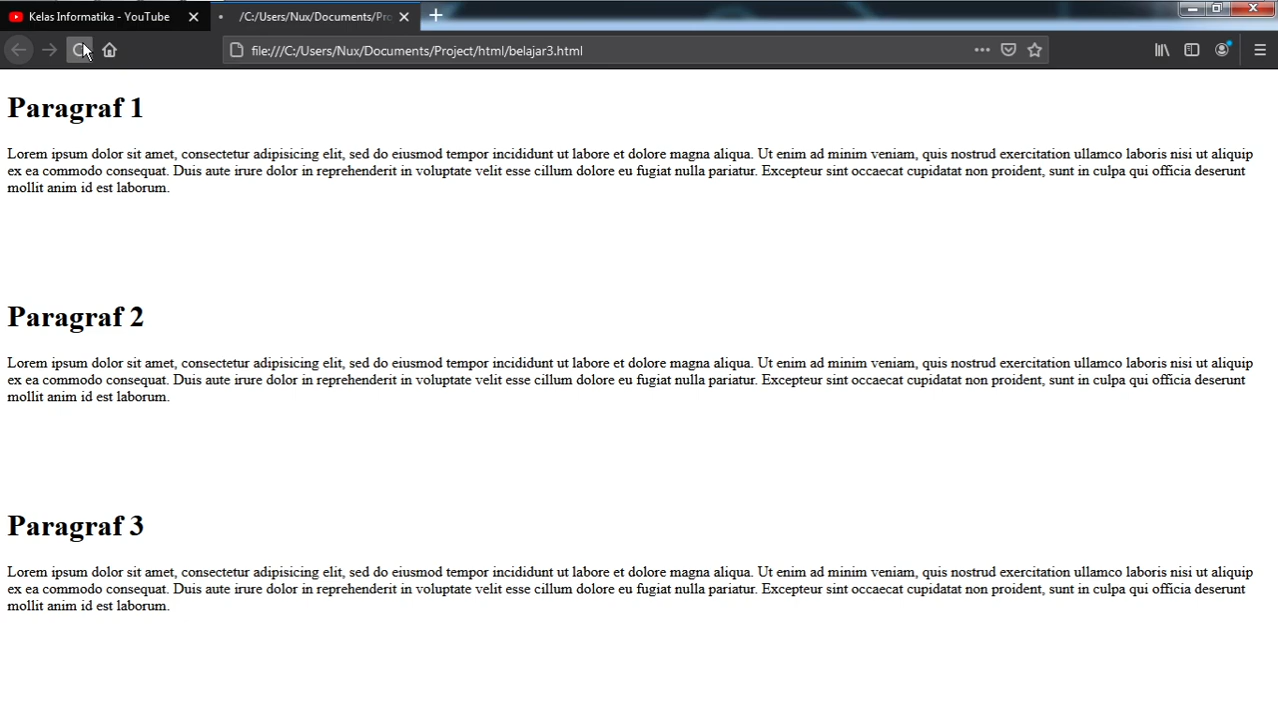 Kelas Informatika - YouTube
/C:/Users/Nux/Documents/Pro
file:///C:/Users/Nux/Documents/Project/html/belajar3.html
Paragraf 1
Lorem ipsum dolor sit amet, consectetur adipisicing elit, sed do eiusmod tempor incididunt ut labore et dolore magna aliqua. Ut enim ad minim veniam, quis nostrud exercitation ullamco laboris nisi ut aliquip
ex ea commodo consequat. Duis aute irure dolor in reprehenderit in voluptate velit esse cillum dolore eu fugiat nulla pariatur. Excepteur sint occaecat cupidatat non proident, sunt in culpa qui officia deserunt
mollit anim id est laborum.
Paragraf 2
Lorem ipsum dolor sit amet, consectetur adipisicing elit, sed do eiusmod tempor incididunt ut labore et dolore magna aliqua. Ut enim ad minim veniam, quis nostrud exercitation ullamco laboris nisi ut aliquip
ex ea commodo consequat. Duis aute irure dolor in reprehenderit in voluptate velit esse cillum dolore eu fugiat nulla pariatur. Excepteur sint occaecat cupidatat non proident, sunt in culpa qui officia deserunt
mollit anim id est laborum.
Paragraf 3
Lorem ipsum dolor sit amet, consectetur adipisicing elit, sed do eiusmod tempor incididunt ut labore et dolore magna aliqua. Ut enim ad minim veniam, quis nostrud exercitation ullamco laboris nisi ut aliquip
ex ea commodo consequat. Duis aute irure dolor in reprehenderit in voluptate velit esse cillum dolore eu fugiat nulla pariatur. Excepteur sint occaecat cupidatat non proident, sunt in culpa qui officia deserunt
mollit anim id est laborum.